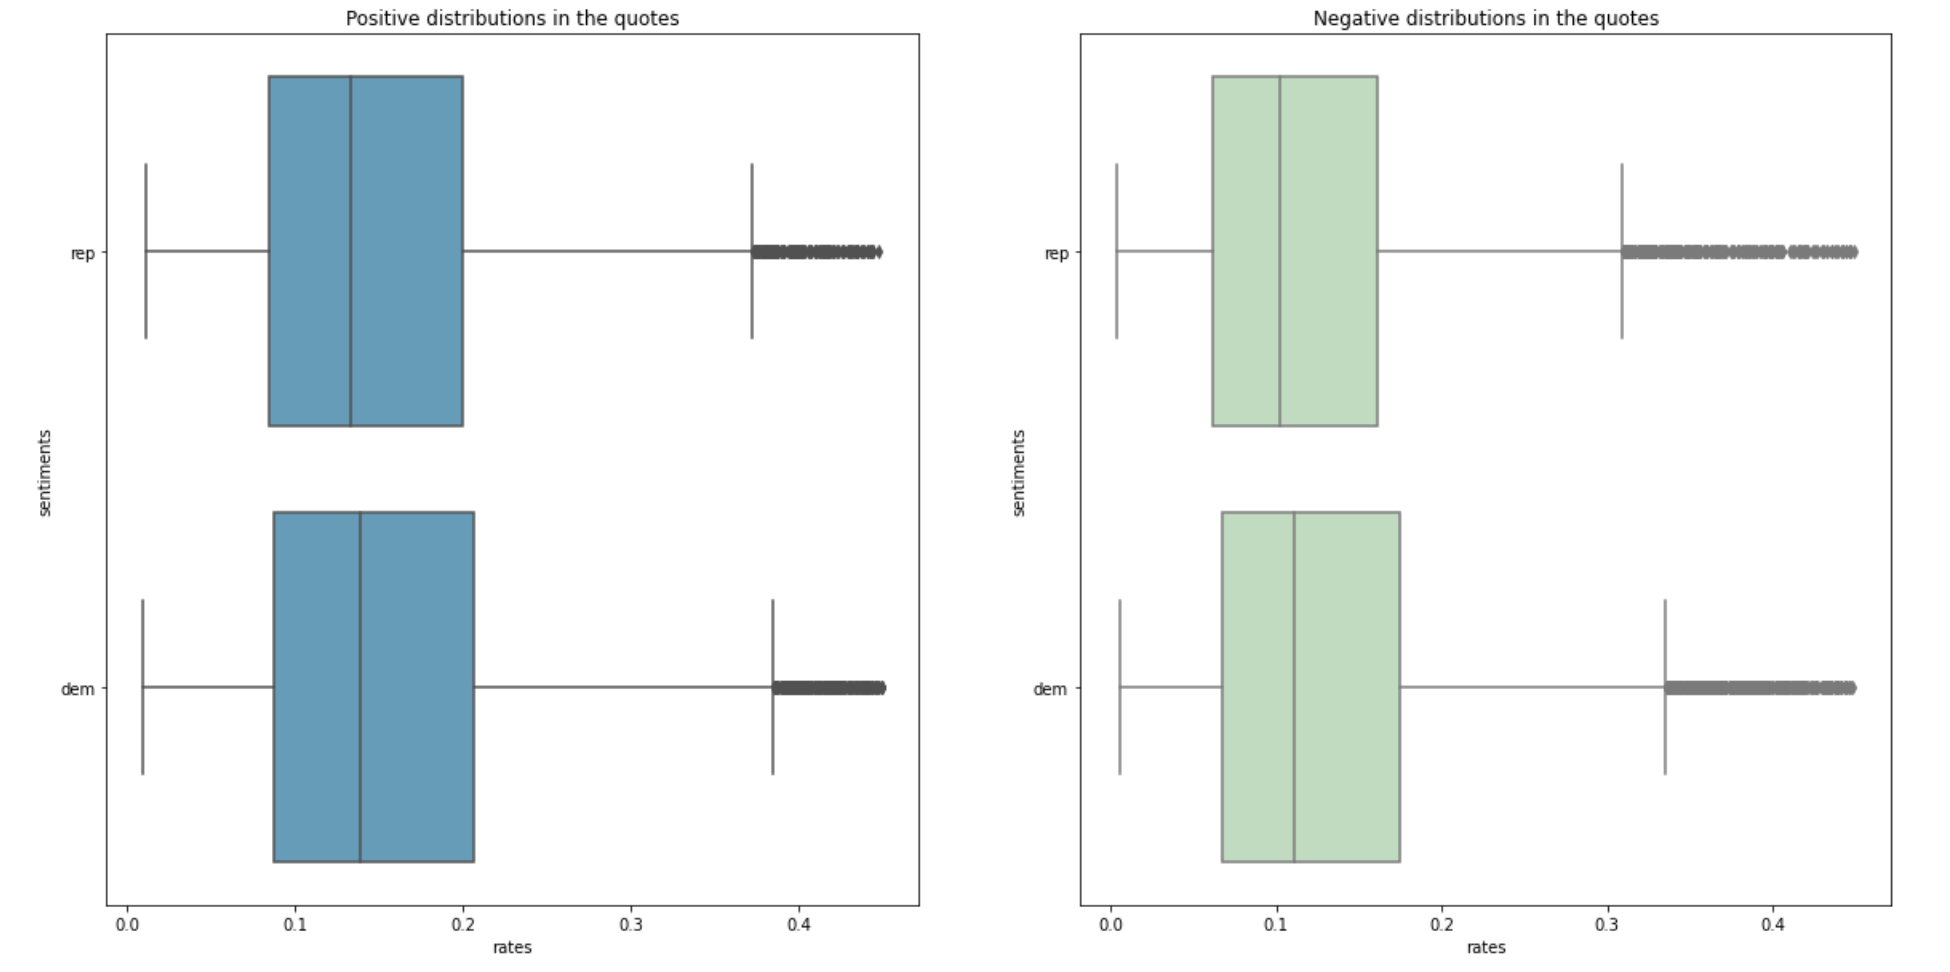 Positive distributions in the quotes
rep
sentiments
dem
0.0 0.1 0.2 0.3 0.4
rates
Negative distributions in the quotes
rep
sentiments
dem
0.0 0.1 0.2 0.3 0.4
rates